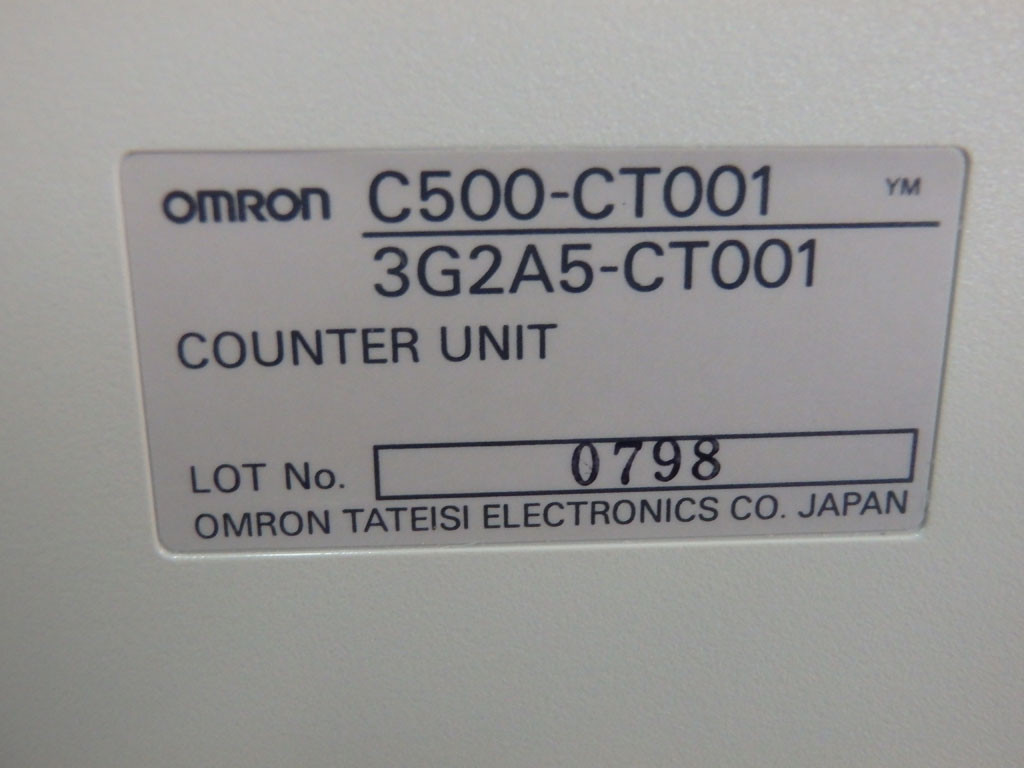 OMRON C500-CT001 YM
3G2A5-CT001
COUNTER UNIT
LOT No. 0798
OMRON TATEISI ELECTRONICS CO. JAPAN